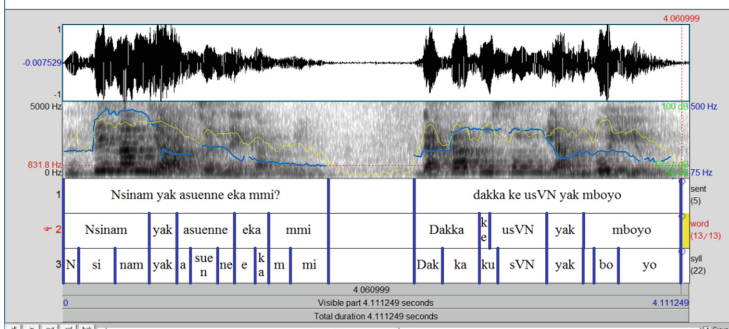 4.060999
1
-0.007529
-1
5000 Hz
100 dB 500 Hz
831.8 Hz
0 Hz
75 Hz
1 Nsinam yak asuenne eka mmi? dakka ke usVN yak mboyo sent (5)
2 Nsinam yak asuenne eka mmi Dakka ke usVN yak mboyo word (13/13)
3 N si nam yak a suen ne e ka m mi Dak ka ku sVN yak bo yo syll (22)
4.060999
0 Visible part 4.111249 seconds 4.111249
Total duration 4.111249 seconds